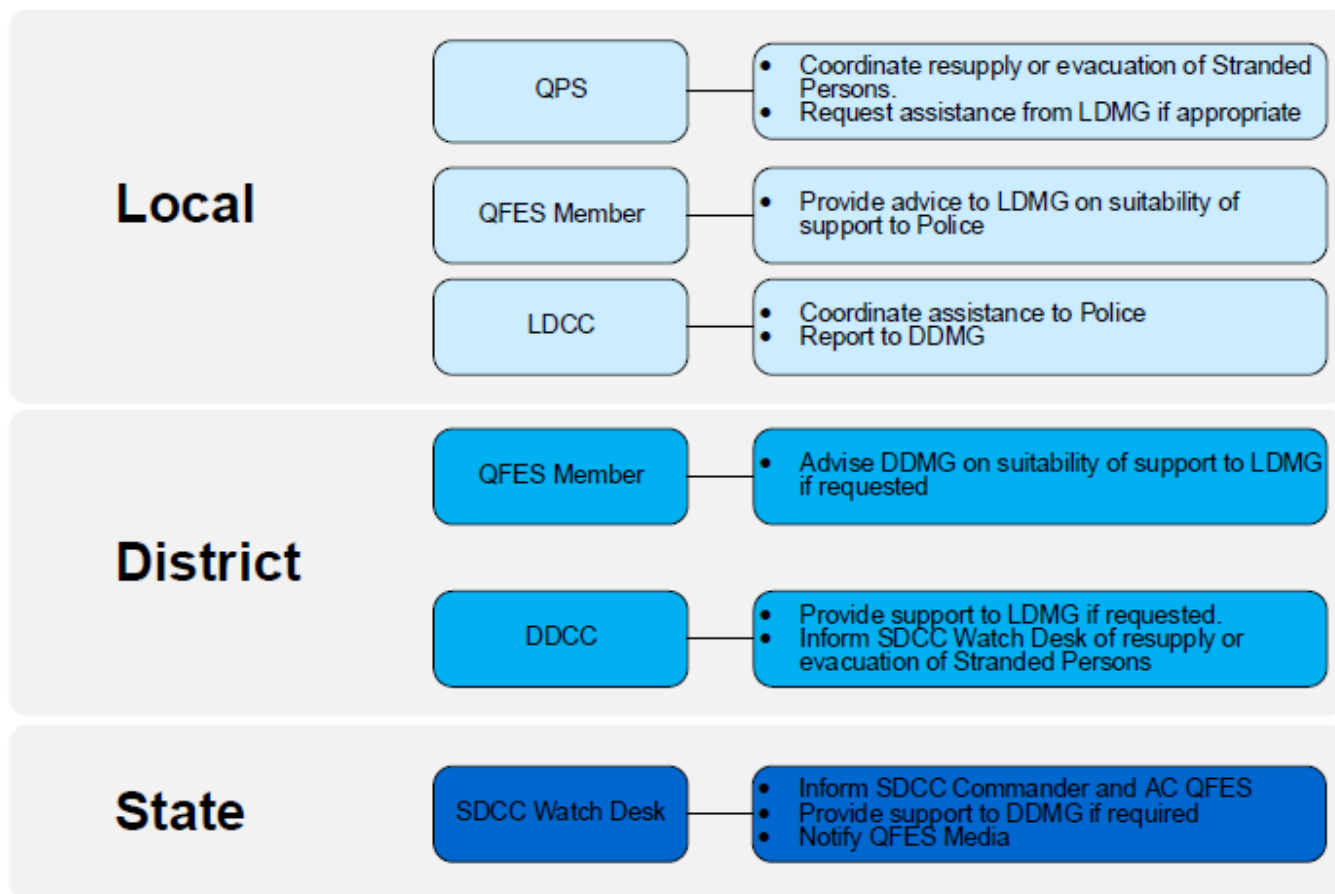 Local
QPS
• Coordinate resupply or evacuation of Stranded
Persons.
• Request assistance from LDMG if appropriate
QFES Member
• Provide advice to LDMG on suitability of
support to Police
LDCC
• Coordinate assistance to Police
• Report to DDMG
District
QFES Member
• Advise DDMG on suitability of support to LDMG
if requested
DDCC
• Provide support to LDMG if requested.
• Inform SDCC Watch Desk of resupply or
evacuation of Stranded Persons
State
SDCC Watch Desk
• Inform SDCC Commander and AC QFES
• Provide support to DDMG if required
• Notify QFES Media